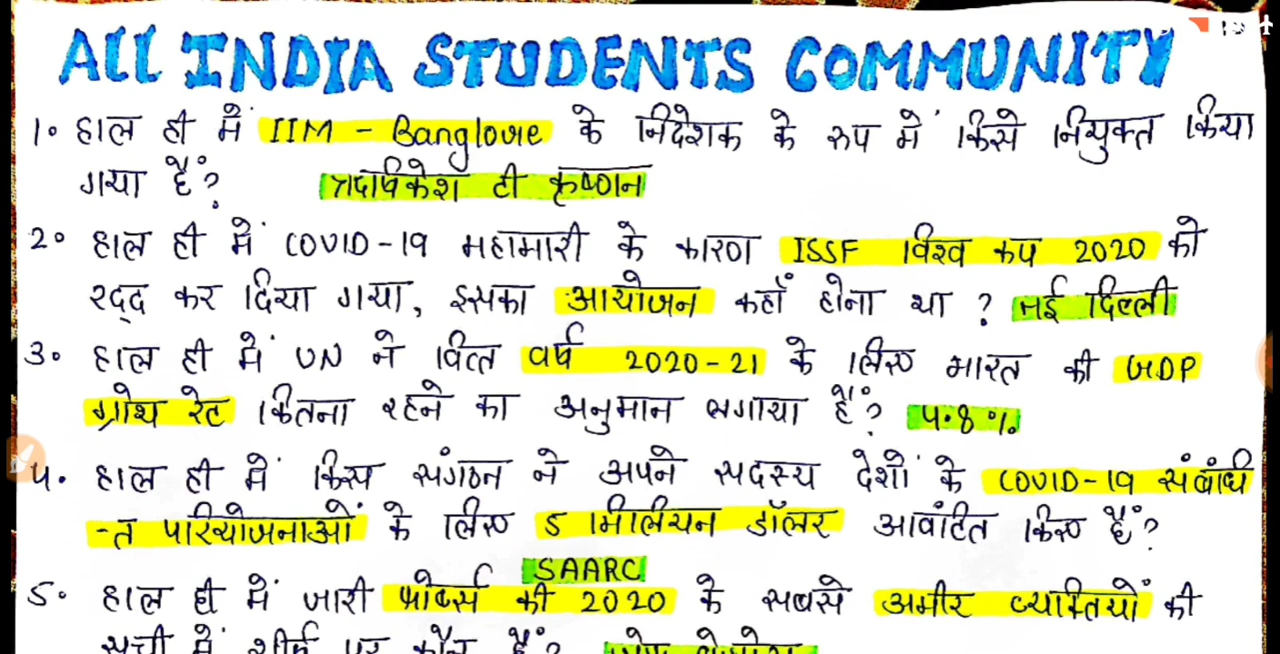 ALL INDIA STUDENTS COMMUNITY
1. हाल ही में IIM - Banglore के निदेशक के रुप में किसे नियुक्त किया
गया है? ऋषिकेश टी कृष्णन
2. हाल ही में COVID-19 महामारी के कारण ISSF विश्व कप 2020 को
रद्द कर दिया गया, इसका आयोजन कहाँ होना था ? नई दिल्ली
3. हाल ही में UN ने वित्त वर्ष 2020-21 के लिए भारत की GDP
ग्रोथ रेट कितना रहने का अनुमान लगाया हैं? 4.8%
4. हाल ही में किस संगठन ने अपने सदस्य देशों के COVID-19 संबंधि
-त परियोजनाओं के लिए 5 मिलियन डॉलर आवंटित किए हैं?
SAARC
5. हाल ही में जारी फोर्ब्स की 2020 के सबसे अमीर व्यक्तियों की
सूची में शीर्ष पर कौन हैं?